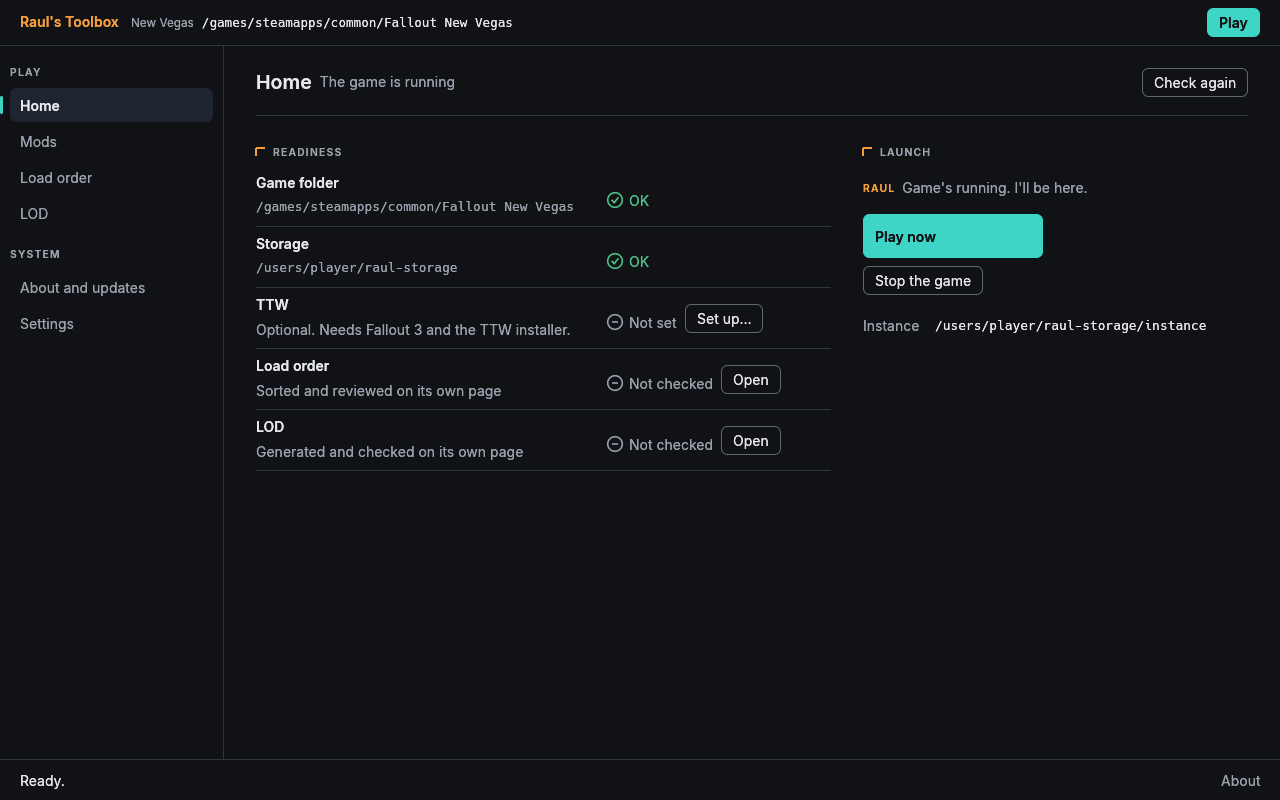 Raul's Toolbox New Vegas /games/steamapps/common/Fallout New Vegas Play
PLAY
Home
Mods
Load order
LOD
SYSTEM
About and updates
Settings
Home The game is running Check again
READINESS
Game folder
/games/steamapps/common/Fallout New Vegas OK
Storage
/users/player/raul-storage OK
TTW
Optional. Needs Fallout 3 and the TTW installer. Not set Set up...
Load order
Sorted and reviewed on its own page Not checked Open
LOD
Generated and checked on its own page Not checked Open
LAUNCH
RAUL Game's running. I'll be here.
Play now
Stop the game
Instance /users/player/raul-storage/instance
Ready. About